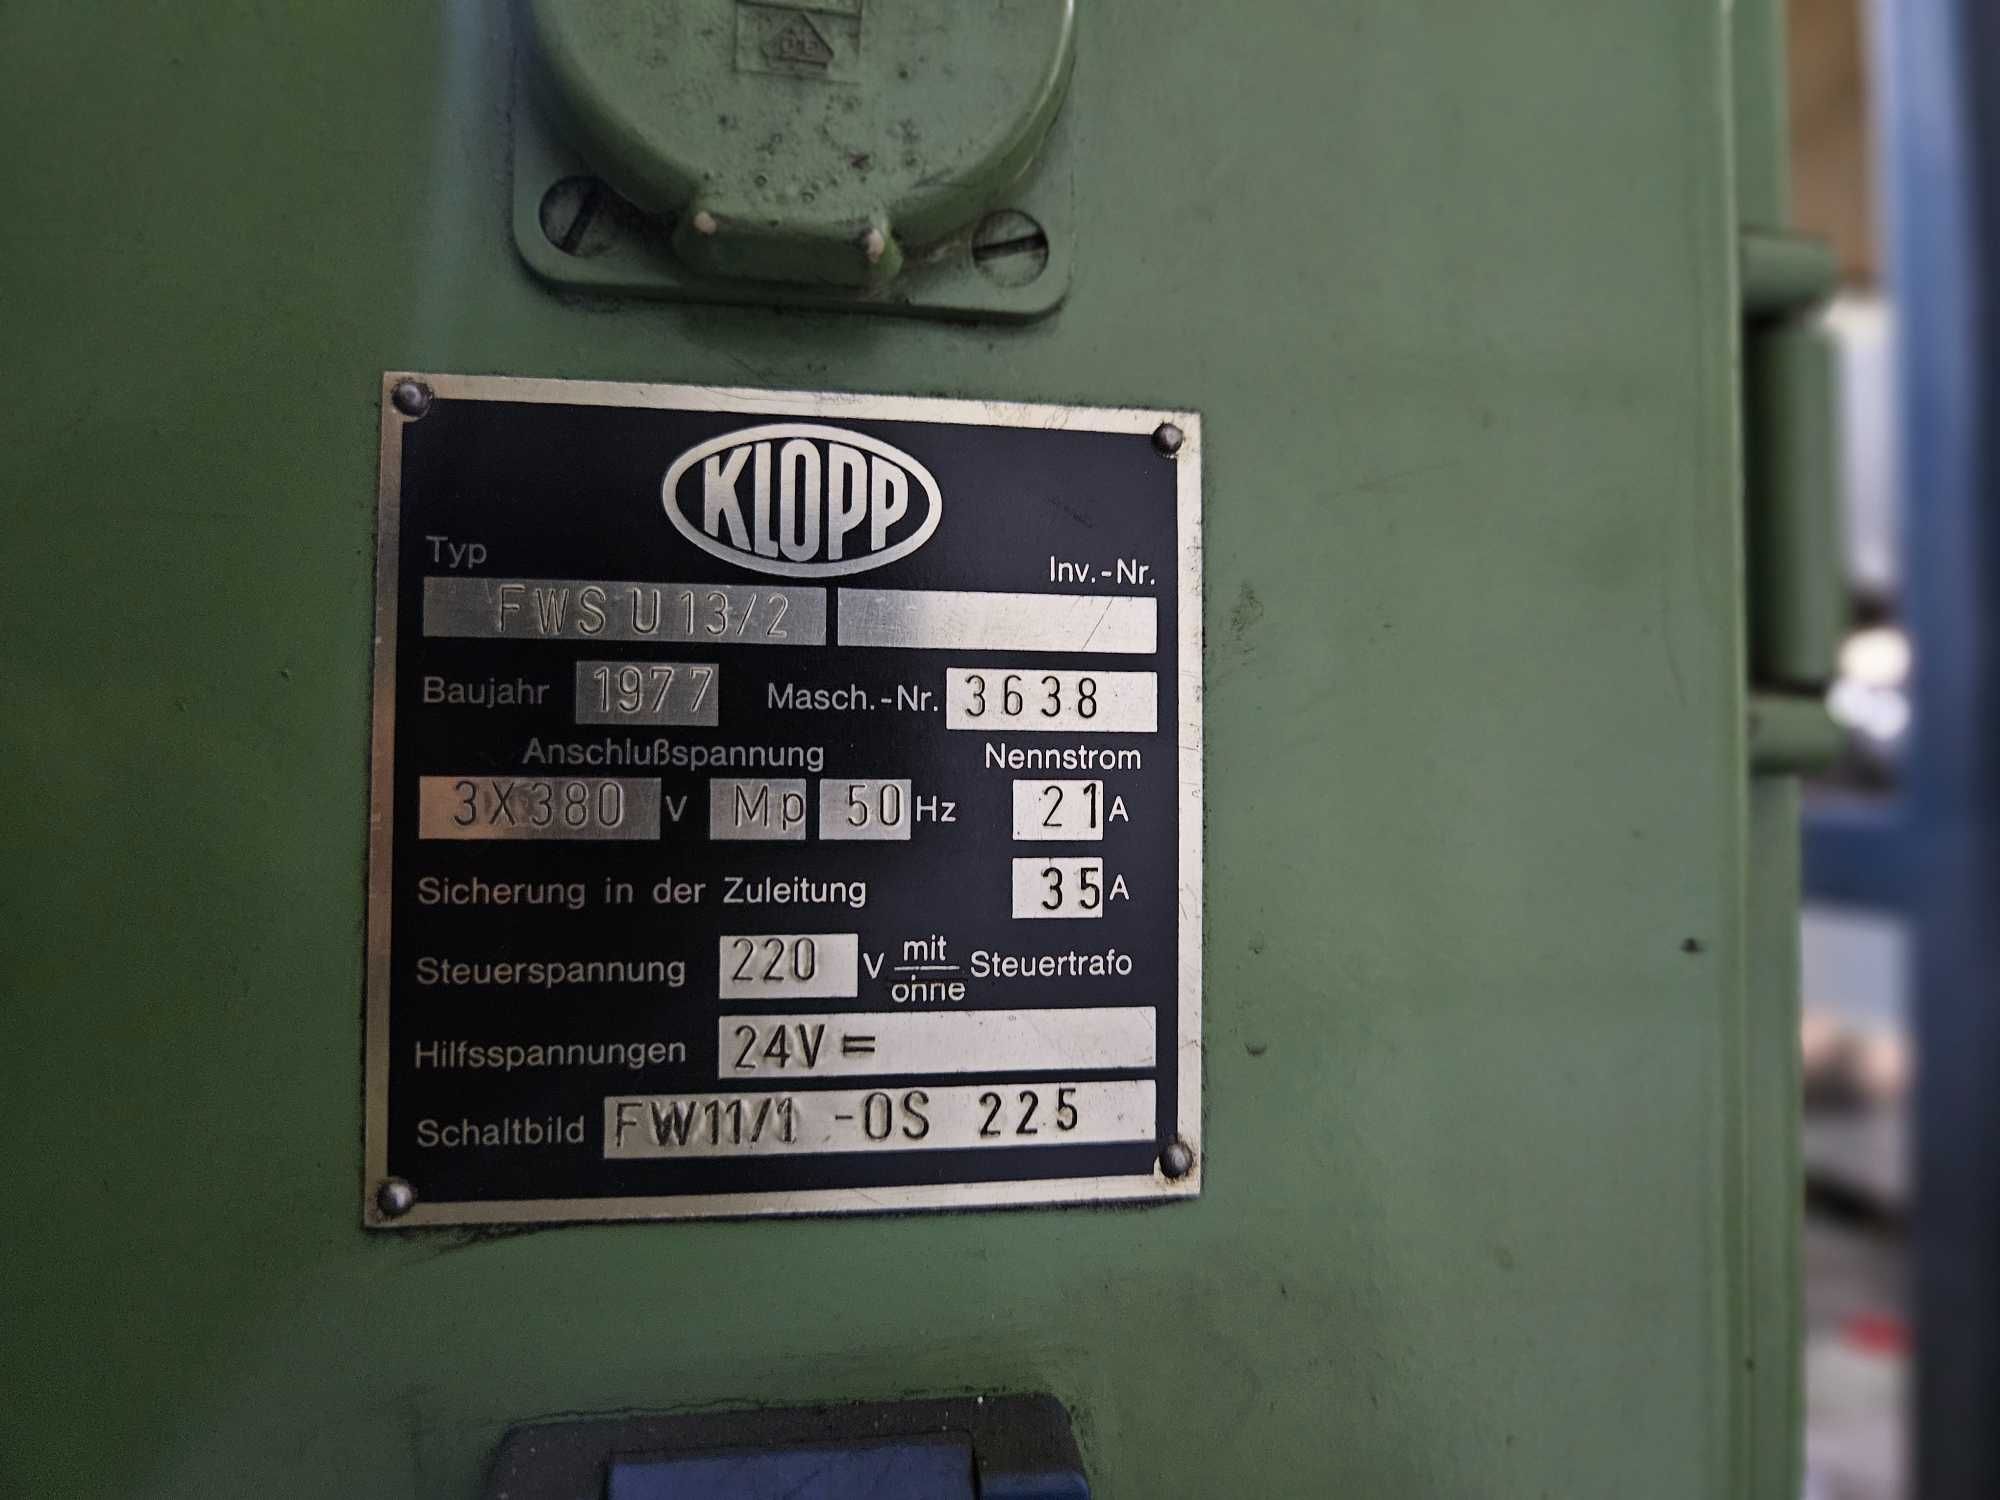 KLOPP
Typ
Inv.-Nr.
FWS U 13/2
Baujahr 1977 Masch.-Nr. 3638
Anschlußspannung Nennstrom
3X380 V Mp 50 Hz 21 A
Sicherung in der Zuleitung 35 A
Steuerspannung 220 V mit/ohne Steuertrafo
Hilfsspannungen 24V =
Schaltbild FW11/1 -OS 225